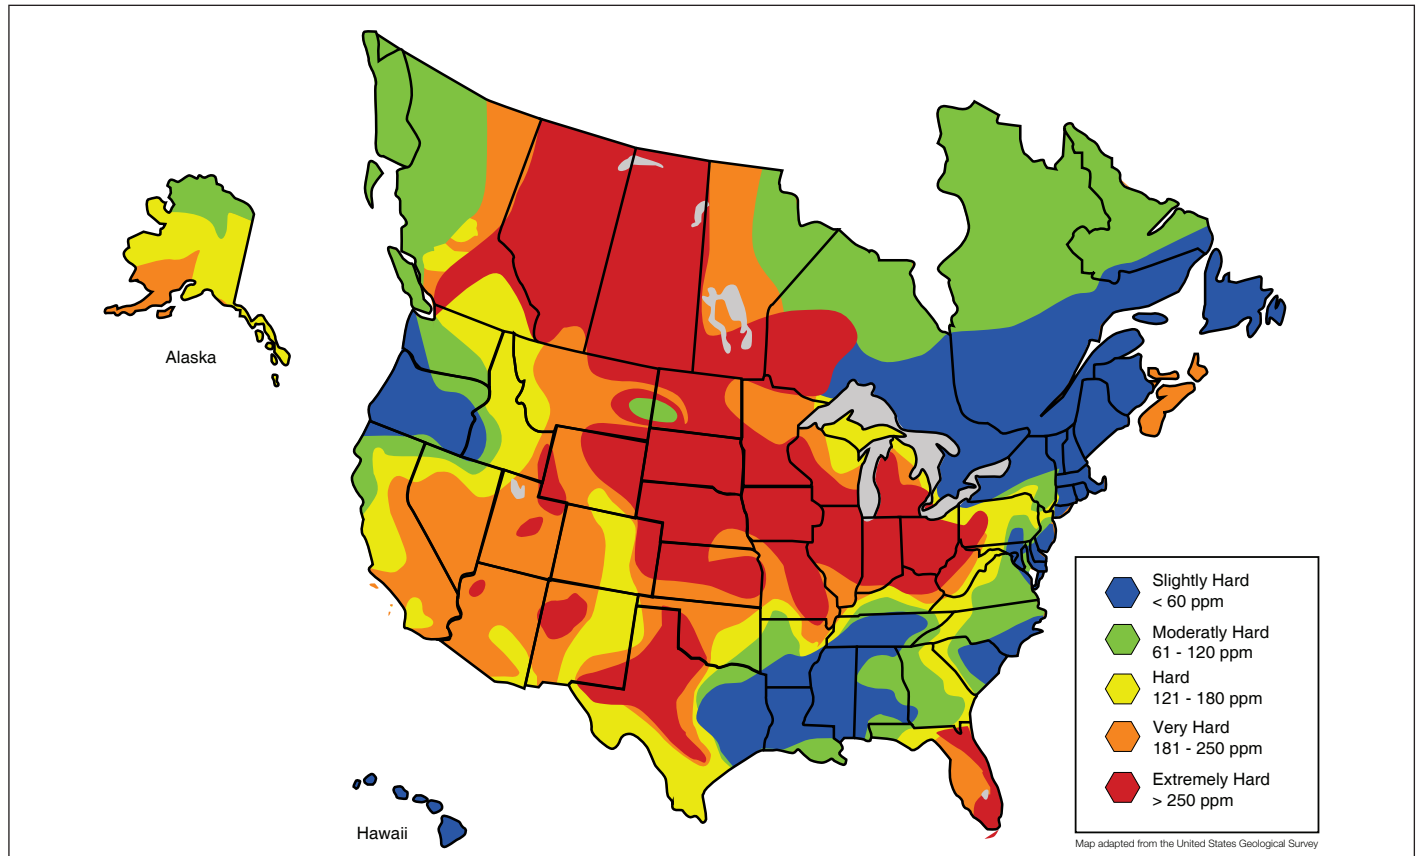 Alaska
Hawaii
Slightly Hard
< 60 ppm
Moderatly Hard
61 - 120 ppm
Hard
121 - 180 ppm
Very Hard
181 - 250 ppm
Extremely Hard
> 250 ppm
Map adapted from the United States Geological Survey